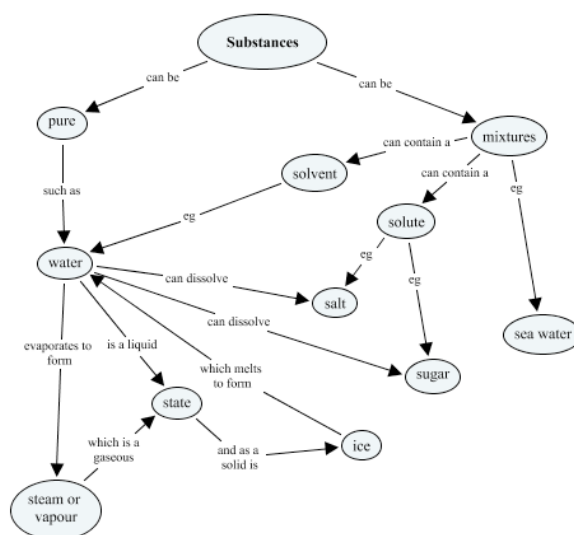 Substances
can be
can be
pure
mixtures
can contain a
solvent
can contain a
such as
eg
eg
solute
eg
water
can dissolve
eg
salt
can dissolve
sea water
evaporates to
form
is a liquid
which melts
to form
sugar
state
which is a
gaseous
and as a
solid is
ice
steam or
vapour